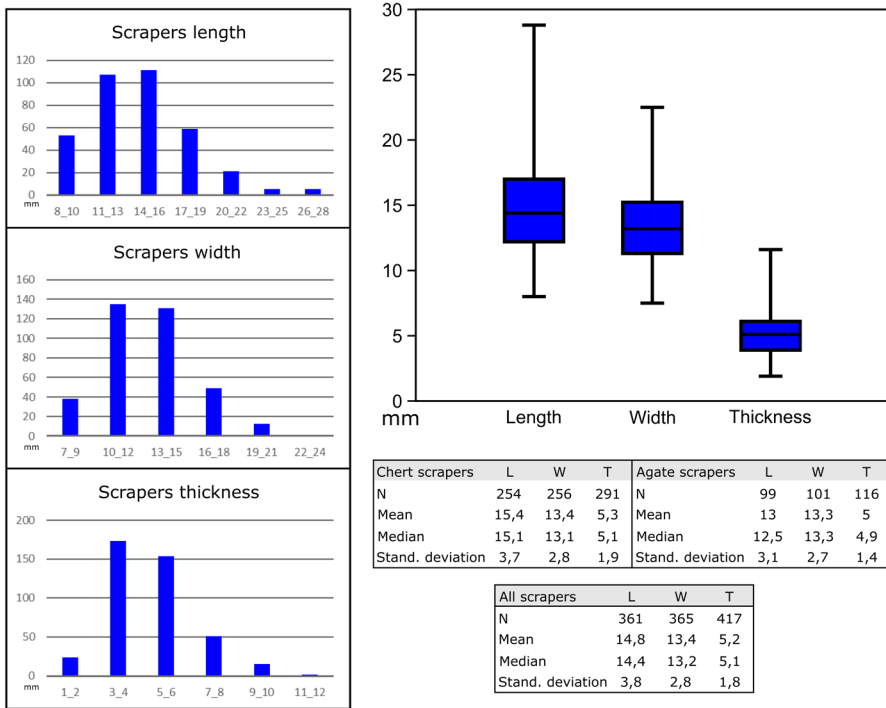 Scrapers length
120
100
80
60
40
20
0
mm
8_10 11_13 14_16 17_19 20_22 23_25 26_28
Scrapers width
160
140
120
100
80
60
40
20
0
mm
7_9 10_12 13_15 16_18 19_21 22_24
Scrapers thickness
200
150
100
50
0
mm
1_2 3_4 5_6 7_8 9_10 11_12
30
25
20
15
10
5
0
mm
Length Width Thickness
Chert scrapers L W T
N 254 256 291
Mean 15,4 13,4 5,3
Median 15,1 13,1 5,1
Stand. deviation 3,7 2,8 1,9
Agate scrapers L W T
N 99 101 116
Mean 13 13,3 5
Median 12,5 13,3 4,9
Stand. deviation 3,1 2,7 1,4
All scrapers L W T
N 361 365 417
Mean 14,8 13,4 5,2
Median 14,4 13,2 5,1
Stand. deviation 3,8 2,8 1,8